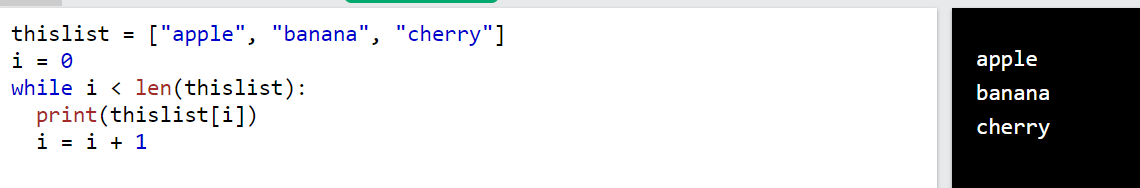 thislist = ["apple", "banana", "cherry"]
i = 0
while i < len(thislist):
  print(thislist[i])
  i = i + 1
apple
banana
cherry